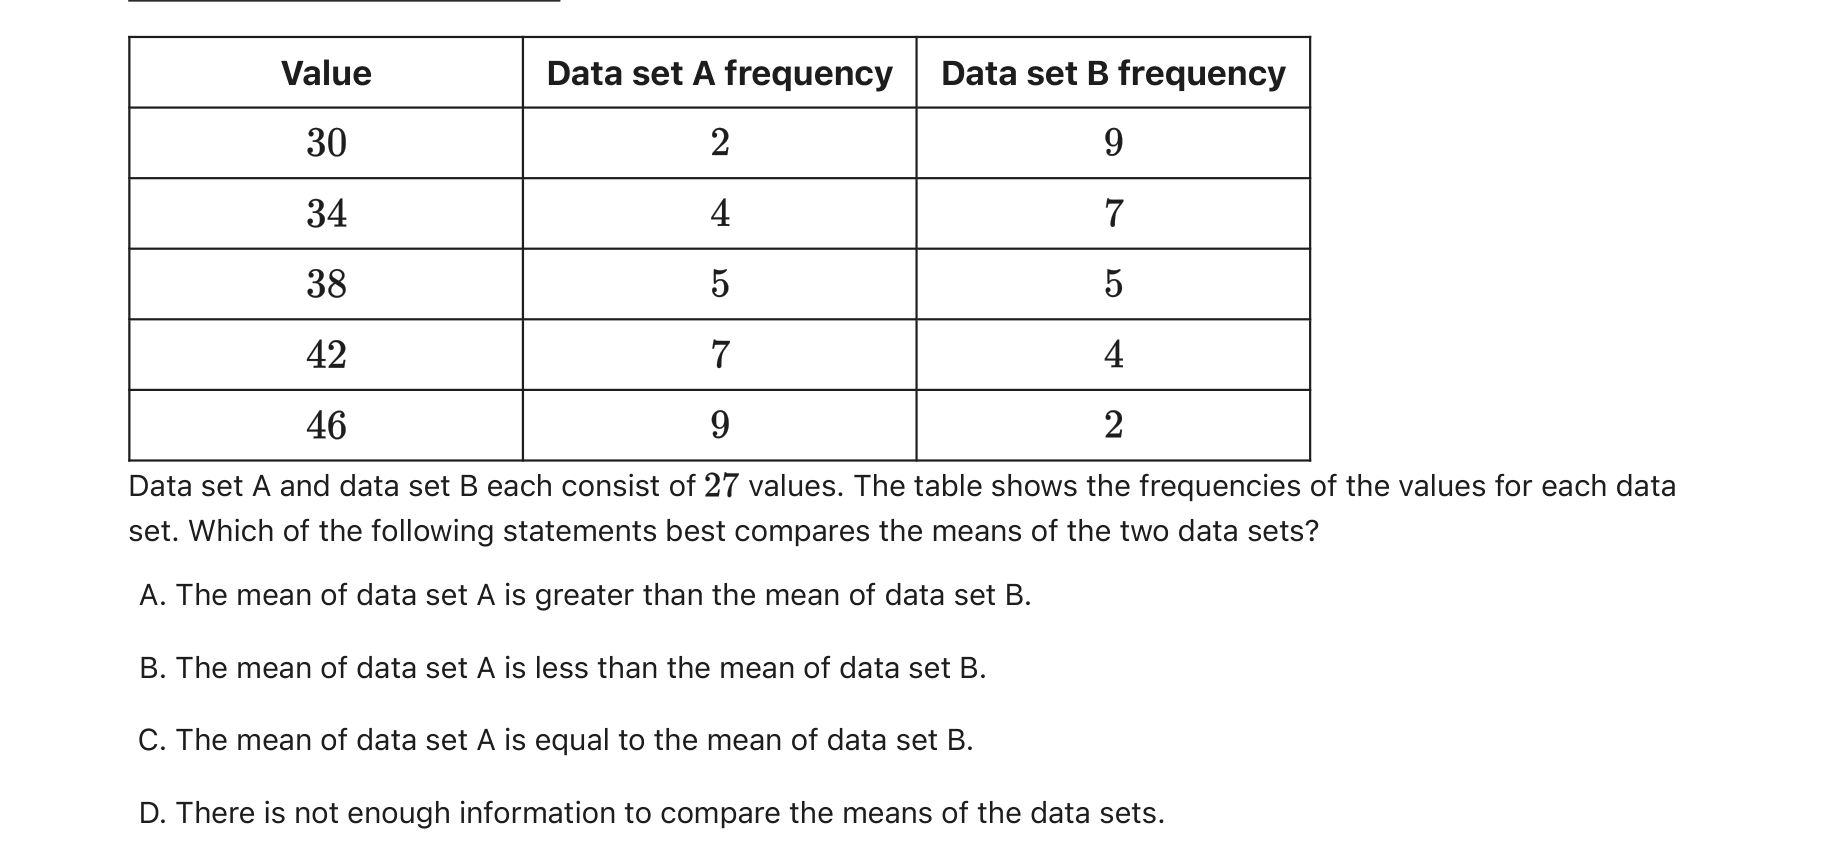 Value Data set A frequency Data set B frequency
30 2 9
34 4 7
38 5 5
42 7 4
46 9 2
Data set A and data set B each consist of 27 values. The table shows the frequencies of the values for each data
set. Which of the following statements best compares the means of the two data sets?
A. The mean of data set A is greater than the mean of data set B.
B. The mean of data set A is less than the mean of data set B.
C. The mean of data set A is equal to the mean of data set B.
D. There is not enough information to compare the means of the data sets.